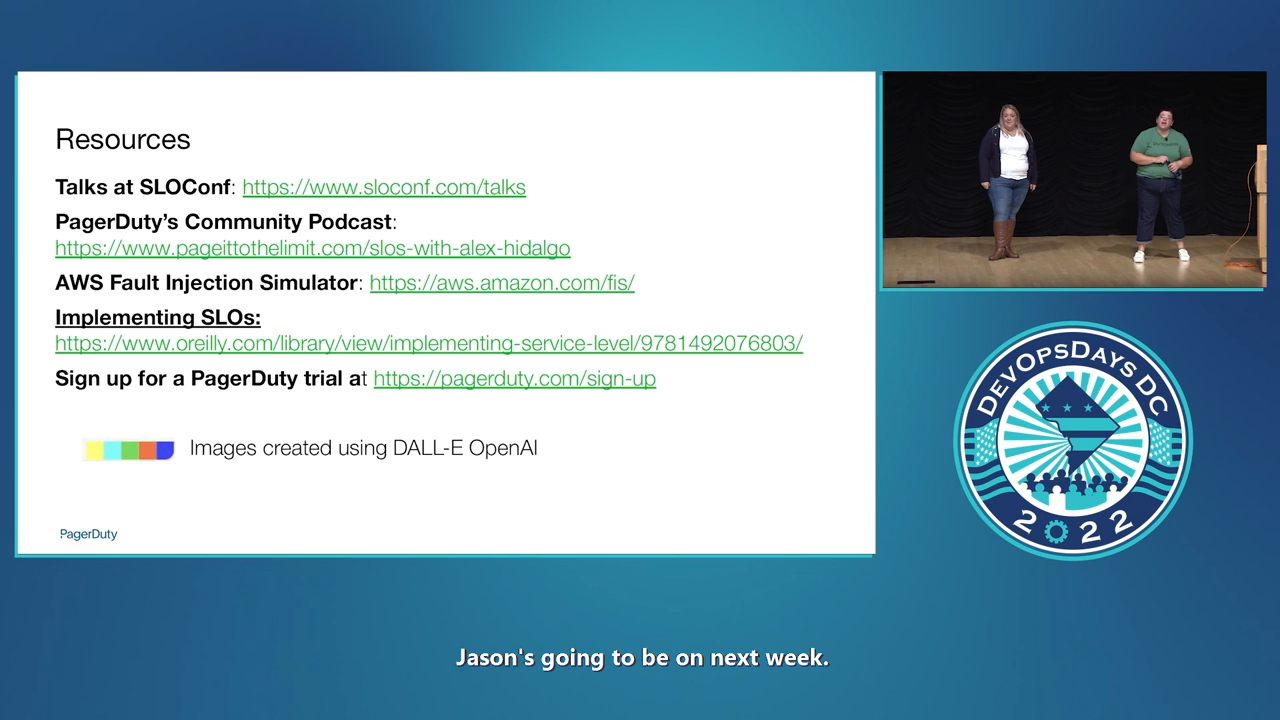 Resources
Talks at SLOConf: https://www.sloconf.com/talks
PagerDuty’s Community Podcast:
https://www.pageittothelimit.com/slos-with-alex-hidalgo
AWS Fault Injection Simulator: https://aws.amazon.com/fis/
Implementing SLOs:
https://www.oreilly.com/library/view/implementing-service-level/9781492076803/
Sign up for a PagerDuty trial at https://pagerduty.com/sign-up
Images created using DALL-E OpenAI
PagerDuty
DEVOPSDAYS DC
2022
Jason's going to be on next week.